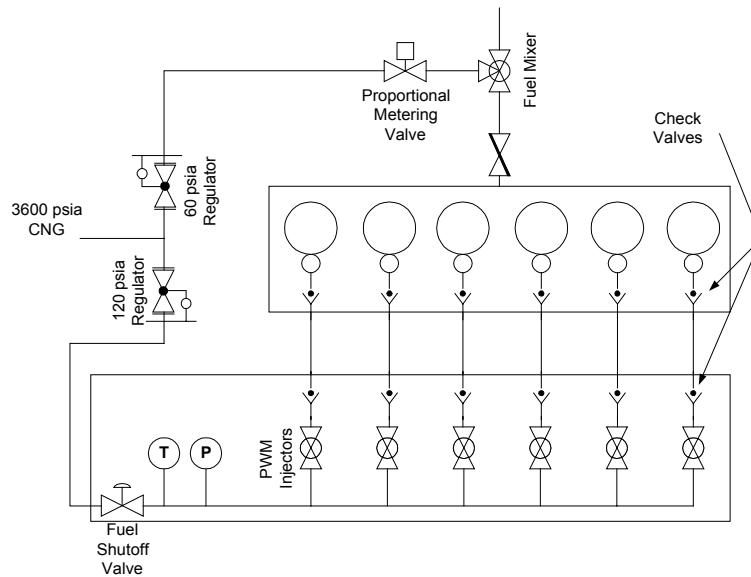 Proportional
Metering
Valve
Fuel Mixer
Check
Valves
60 psia
Regulator
3600 psia
CNG
120 psia
Regulator
T
P
PWM
Injectors
Fuel
Shutoff
Valve